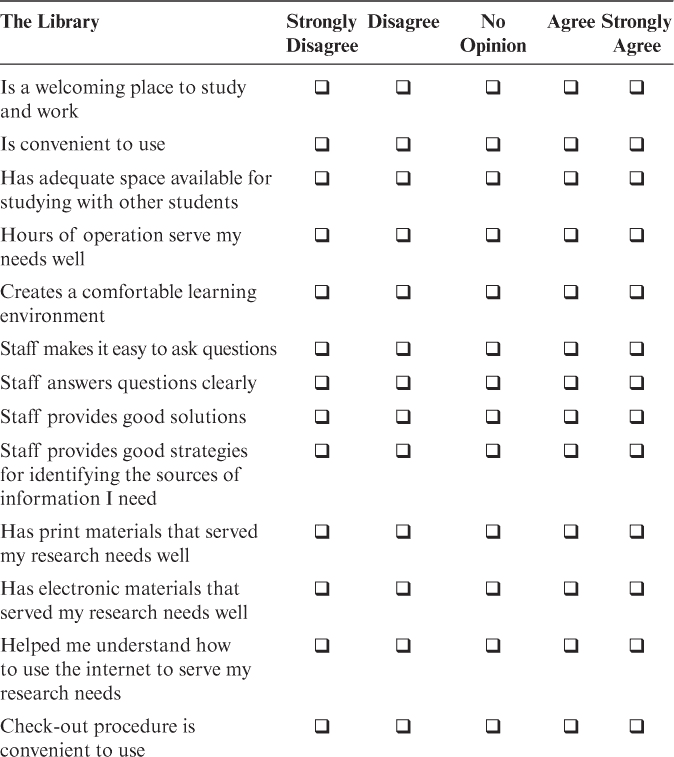 The Library Strongly Disagree No Agree Strongly
Disagree Opinion Agree
Is a welcoming place to study ❑ ❑ ❑ ❑ ❑
and work
Is convenient to use ❑ ❑ ❑ ❑ ❑
Has adequate space available for ❑ ❑ ❑ ❑ ❑
studying with other students
Hours of operation serve my ❑ ❑ ❑ ❑ ❑
needs well
Creates a comfortable learning ❑ ❑ ❑ ❑ ❑
environment
Staff makes it easy to ask questions ❑ ❑ ❑ ❑ ❑
Staff answers questions clearly ❑ ❑ ❑ ❑ ❑
Staff provides good solutions ❑ ❑ ❑ ❑ ❑
Staff provides good strategies ❑ ❑ ❑ ❑ ❑
for identifying the sources of
information I need
Has print materials that served ❑ ❑ ❑ ❑ ❑
my research needs well
Has electronic materials that ❑ ❑ ❑ ❑ ❑
served my research needs well
Helped me understand how ❑ ❑ ❑ ❑ ❑
to use the internet to serve my
research needs
Check-out procedure is ❑ ❑ ❑ ❑ ❑
convenient to use